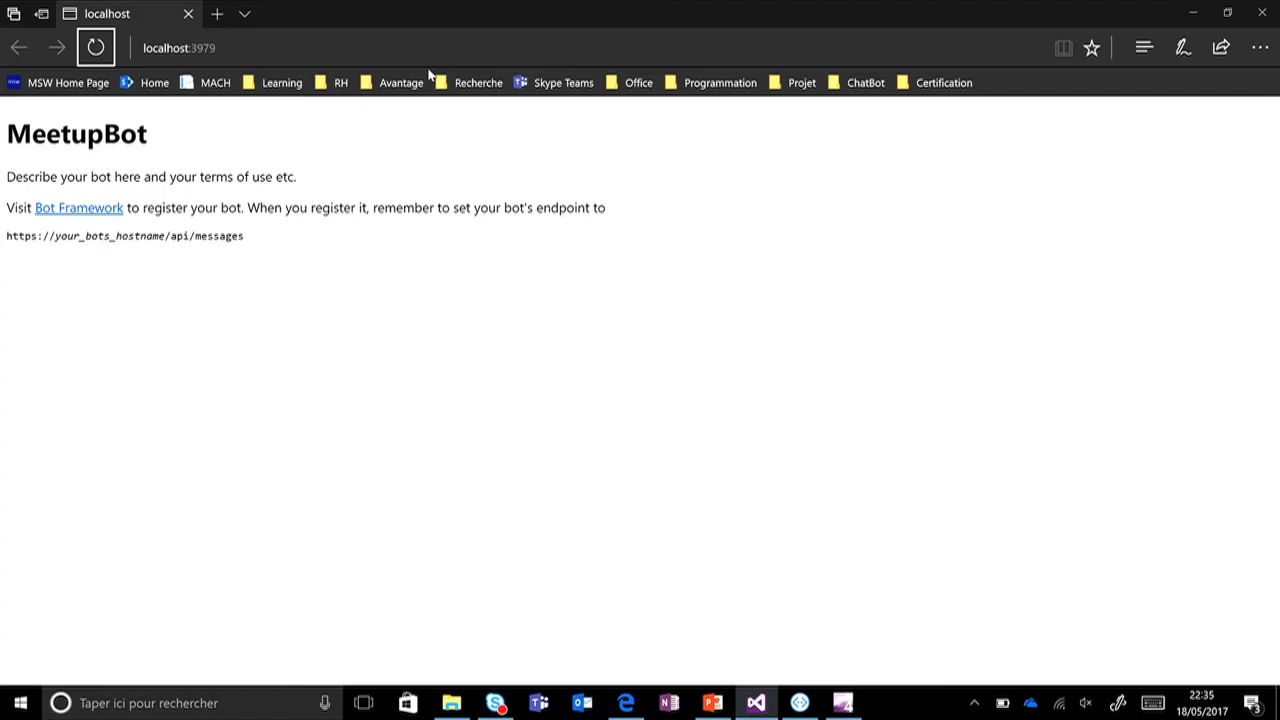 localhost
localhost:3979
msw MSW Home Page Home MACH Learning RH Avantage Recherche Skype Teams Office Programmation Projet ChatBot Certification
MeetupBot
Describe your bot here and your terms of use etc.
Visit Bot Framework to register your bot. When you register it, remember to set your bot's endpoint to
https://your_bots_hostname/api/messages
Taper ici pour rechercher
22:35
18/05/2017
3